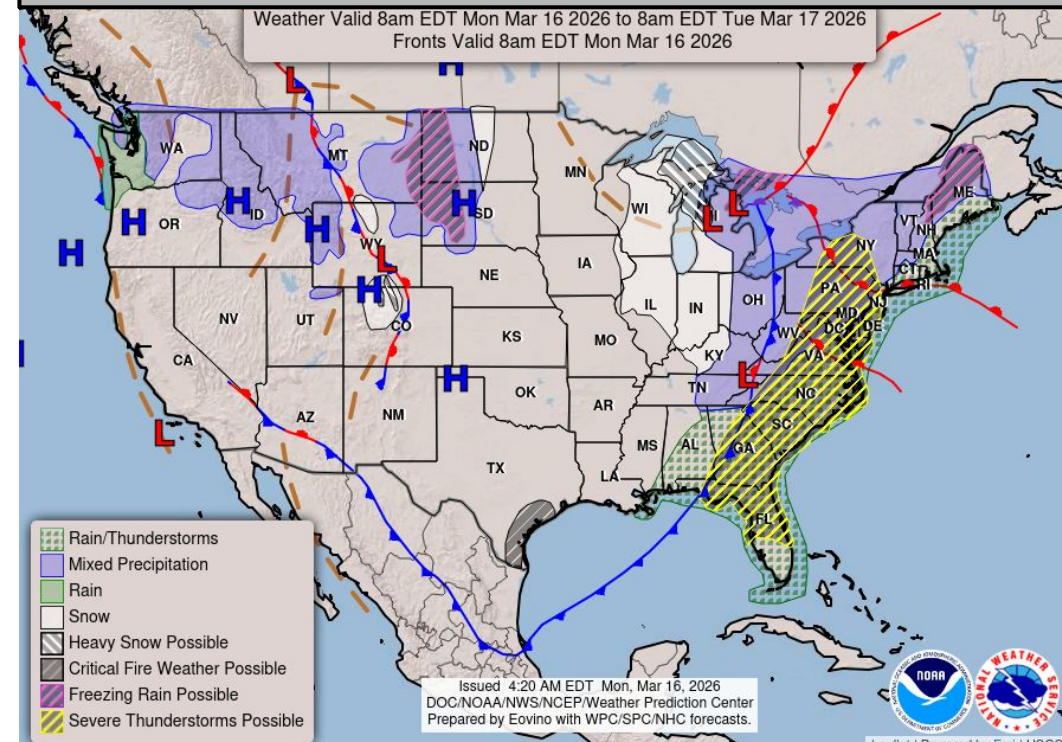 Weather Valid 8am EDT Mon Mar 16 2026 to 8am EDT Tue Mar 17 2026
Fronts Valid 8am EDT Mon Mar 16 2026
H
L
WA
MT
ND
MN
ME
H
OR
H
ID
H
H
SD
WI
L
L
VT
NH
NY
MA
CT
RI
H
WY
L
NE
IA
PA
NJ
H
NV
UT
CO
IL
IN
OH
MD
DC
DE
WV
VA
CA
KS
MO
KY
H
L
TN
NC
AZ
NM
OK
AR
SC
L
MS
AL
GA
TX
LA
FL
Rain/Thunderstorms
Mixed Precipitation
Rain
Snow
Heavy Snow Possible
Critical Fire Weather Possible
Freezing Rain Possible
Severe Thunderstorms Possible
Issued 4:20 AM EDT Mon, Mar 16, 2026
DOC/NOAA/NWS/NCEP/Weather Prediction Center
Prepared by Eovino with WPC/SPC/NHC forecasts.
NOAA
NATIONAL WEATHER SERVICE